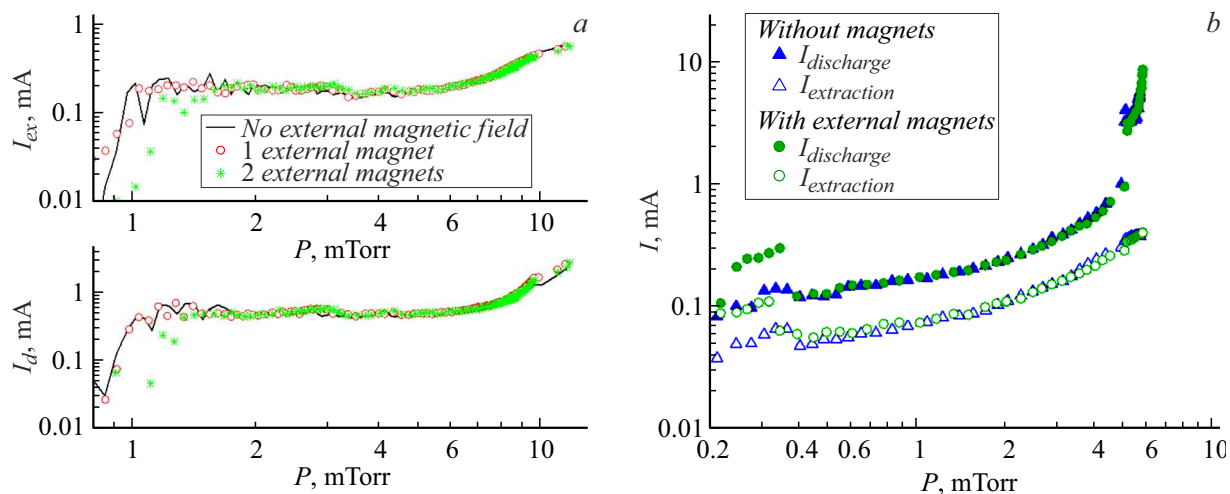 a
1
0.1
0.01
I_ex, mA
No external magnetic field
1 external magnet
2 external magnets
1 2 4 6 10
P, mTorr
1
0.1
0.01
I_d, mA
1 2 4 6 10
P, mTorr
b
Without magnets
I_discharge
I_extraction
With external magnets
I_discharge
I_extraction
10
1
0.1
0.01
I, mA
0.2 0.4 0.6 1 2 4 6 10
P, mTorr